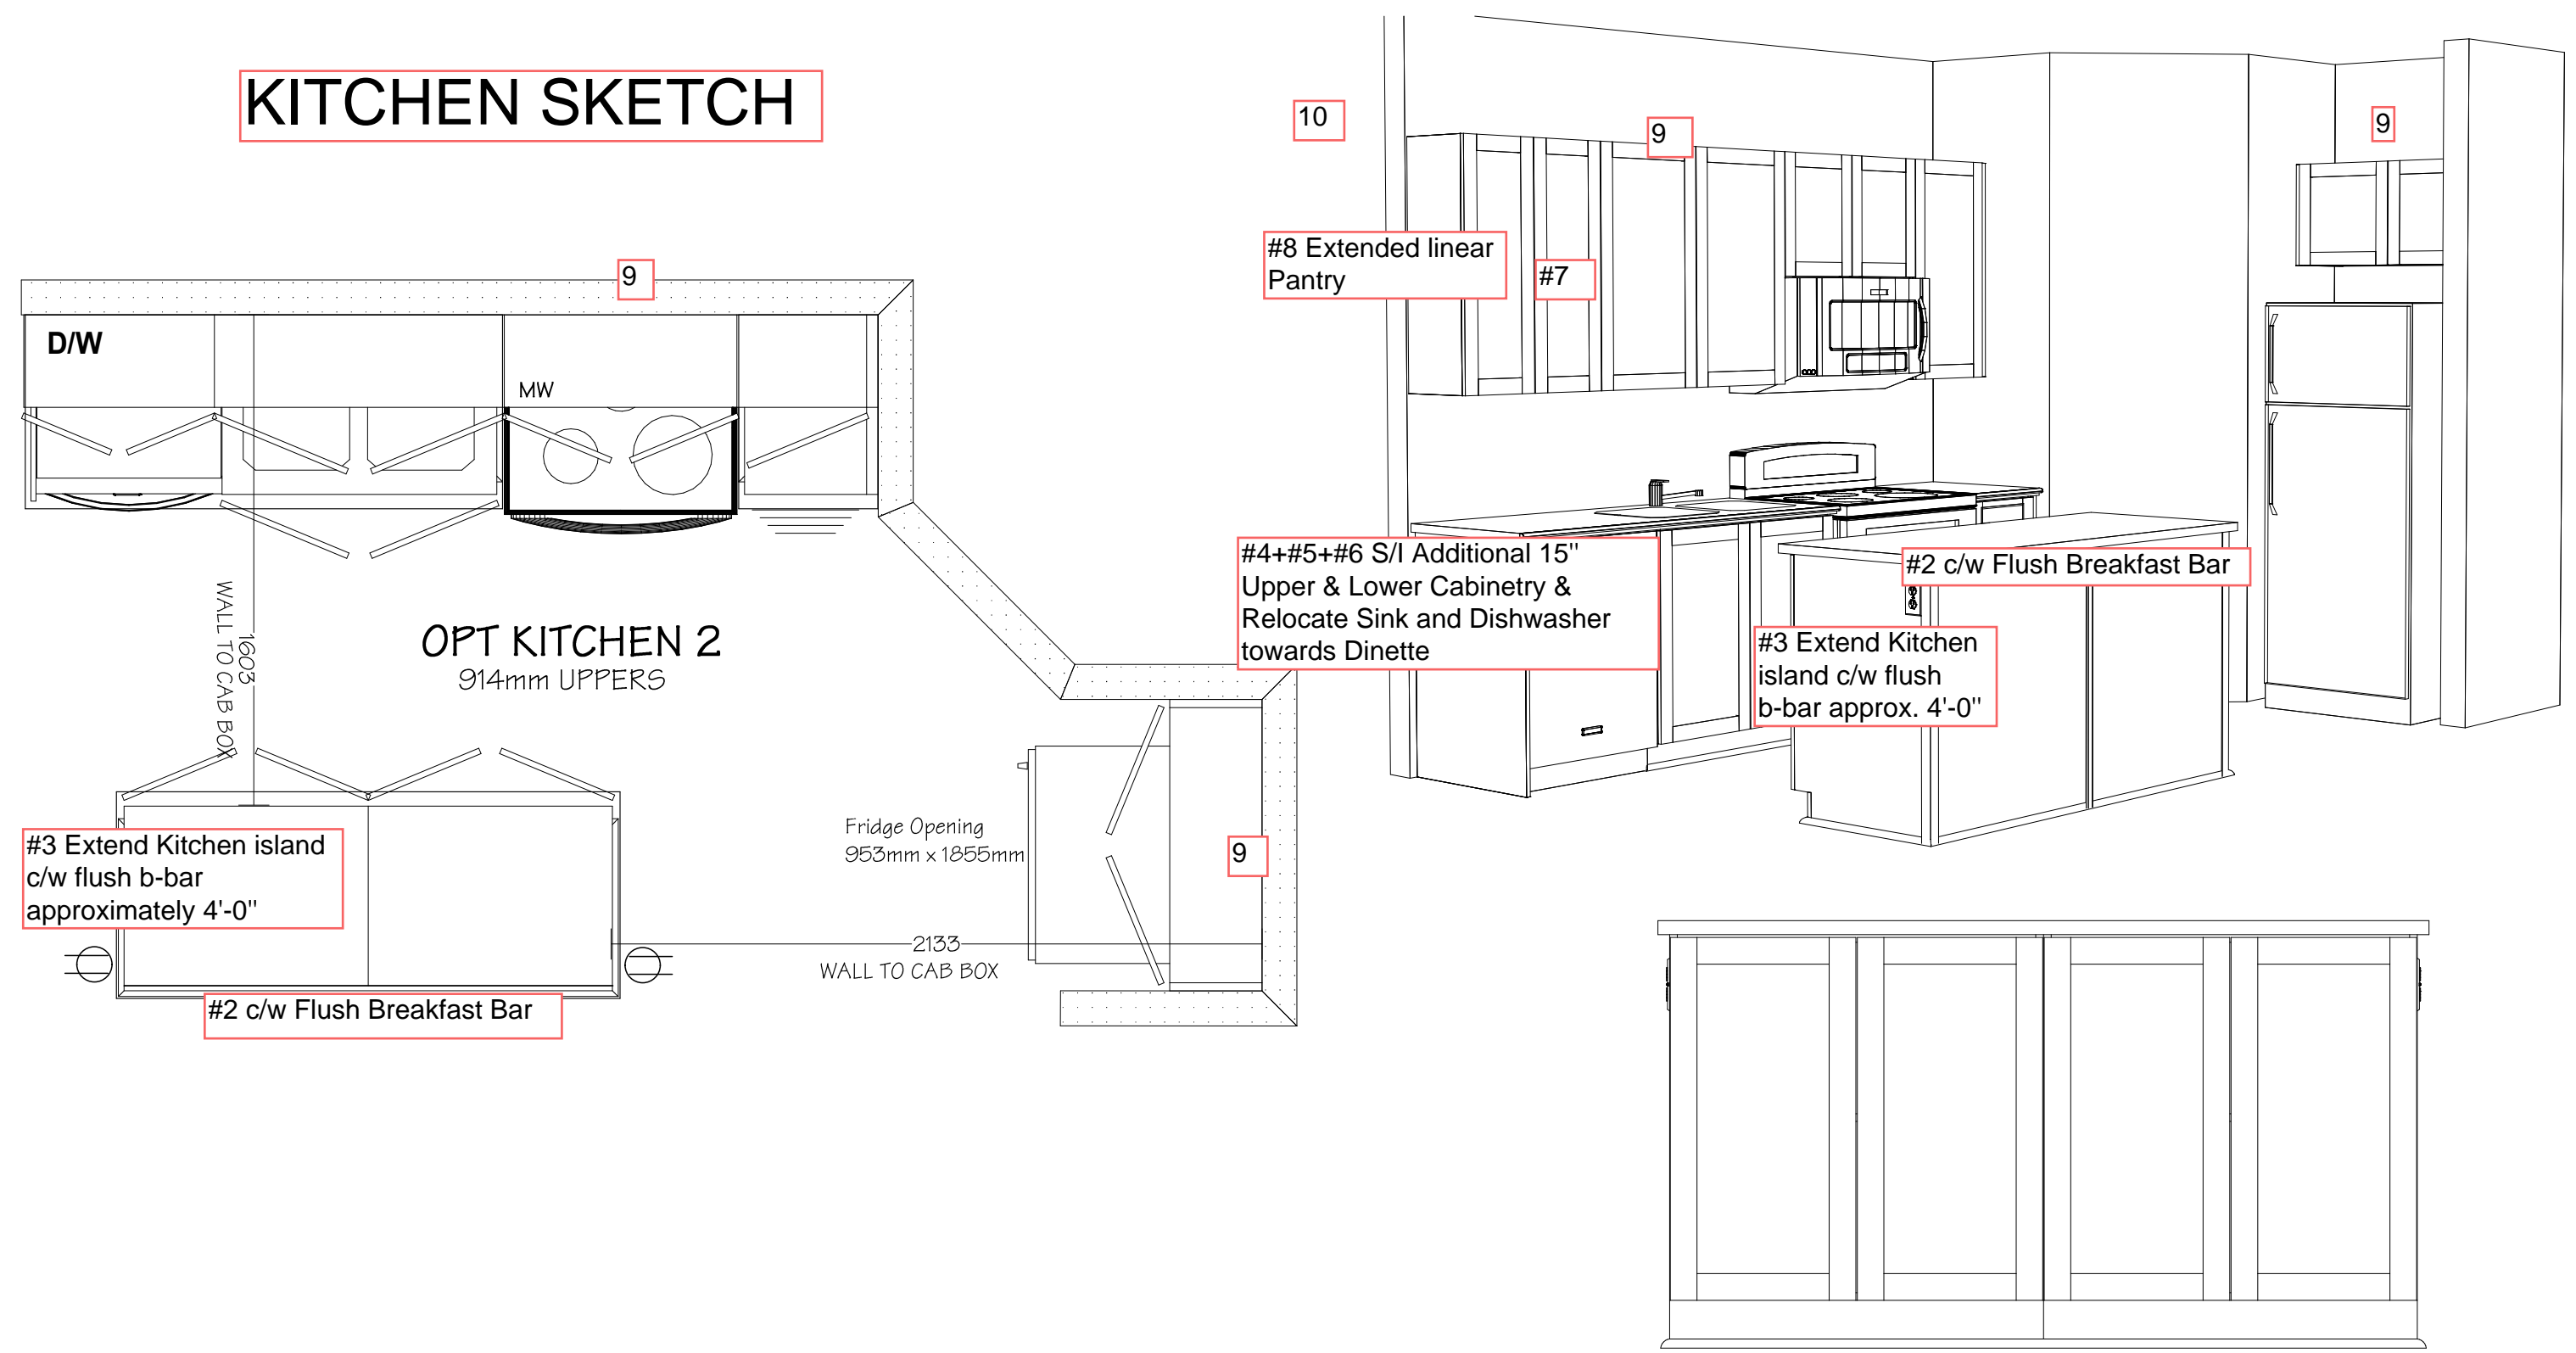 KITCHEN SKETCH
10
9
9
#8 Extended linear
Pantry
#7
9
D/W
MW
#4+#5+#6 S/I Additional 15"
Upper & Lower Cabinetry &
Relocate Sink and Dishwasher
towards Dinette
#2 c/w Flush Breakfast Bar
#3 Extend Kitchen
island c/w flush
b-bar approx. 4'-0"
1603
WALL TO CAB BOX
OPT KITCHEN 2
914mm UPPERS
Fridge Opening
953mm x 1855mm
9
#3 Extend Kitchen island
c/w flush b-bar
approximately 4'-0"
2133
WALL TO CAB BOX
#2 c/w Flush Breakfast Bar